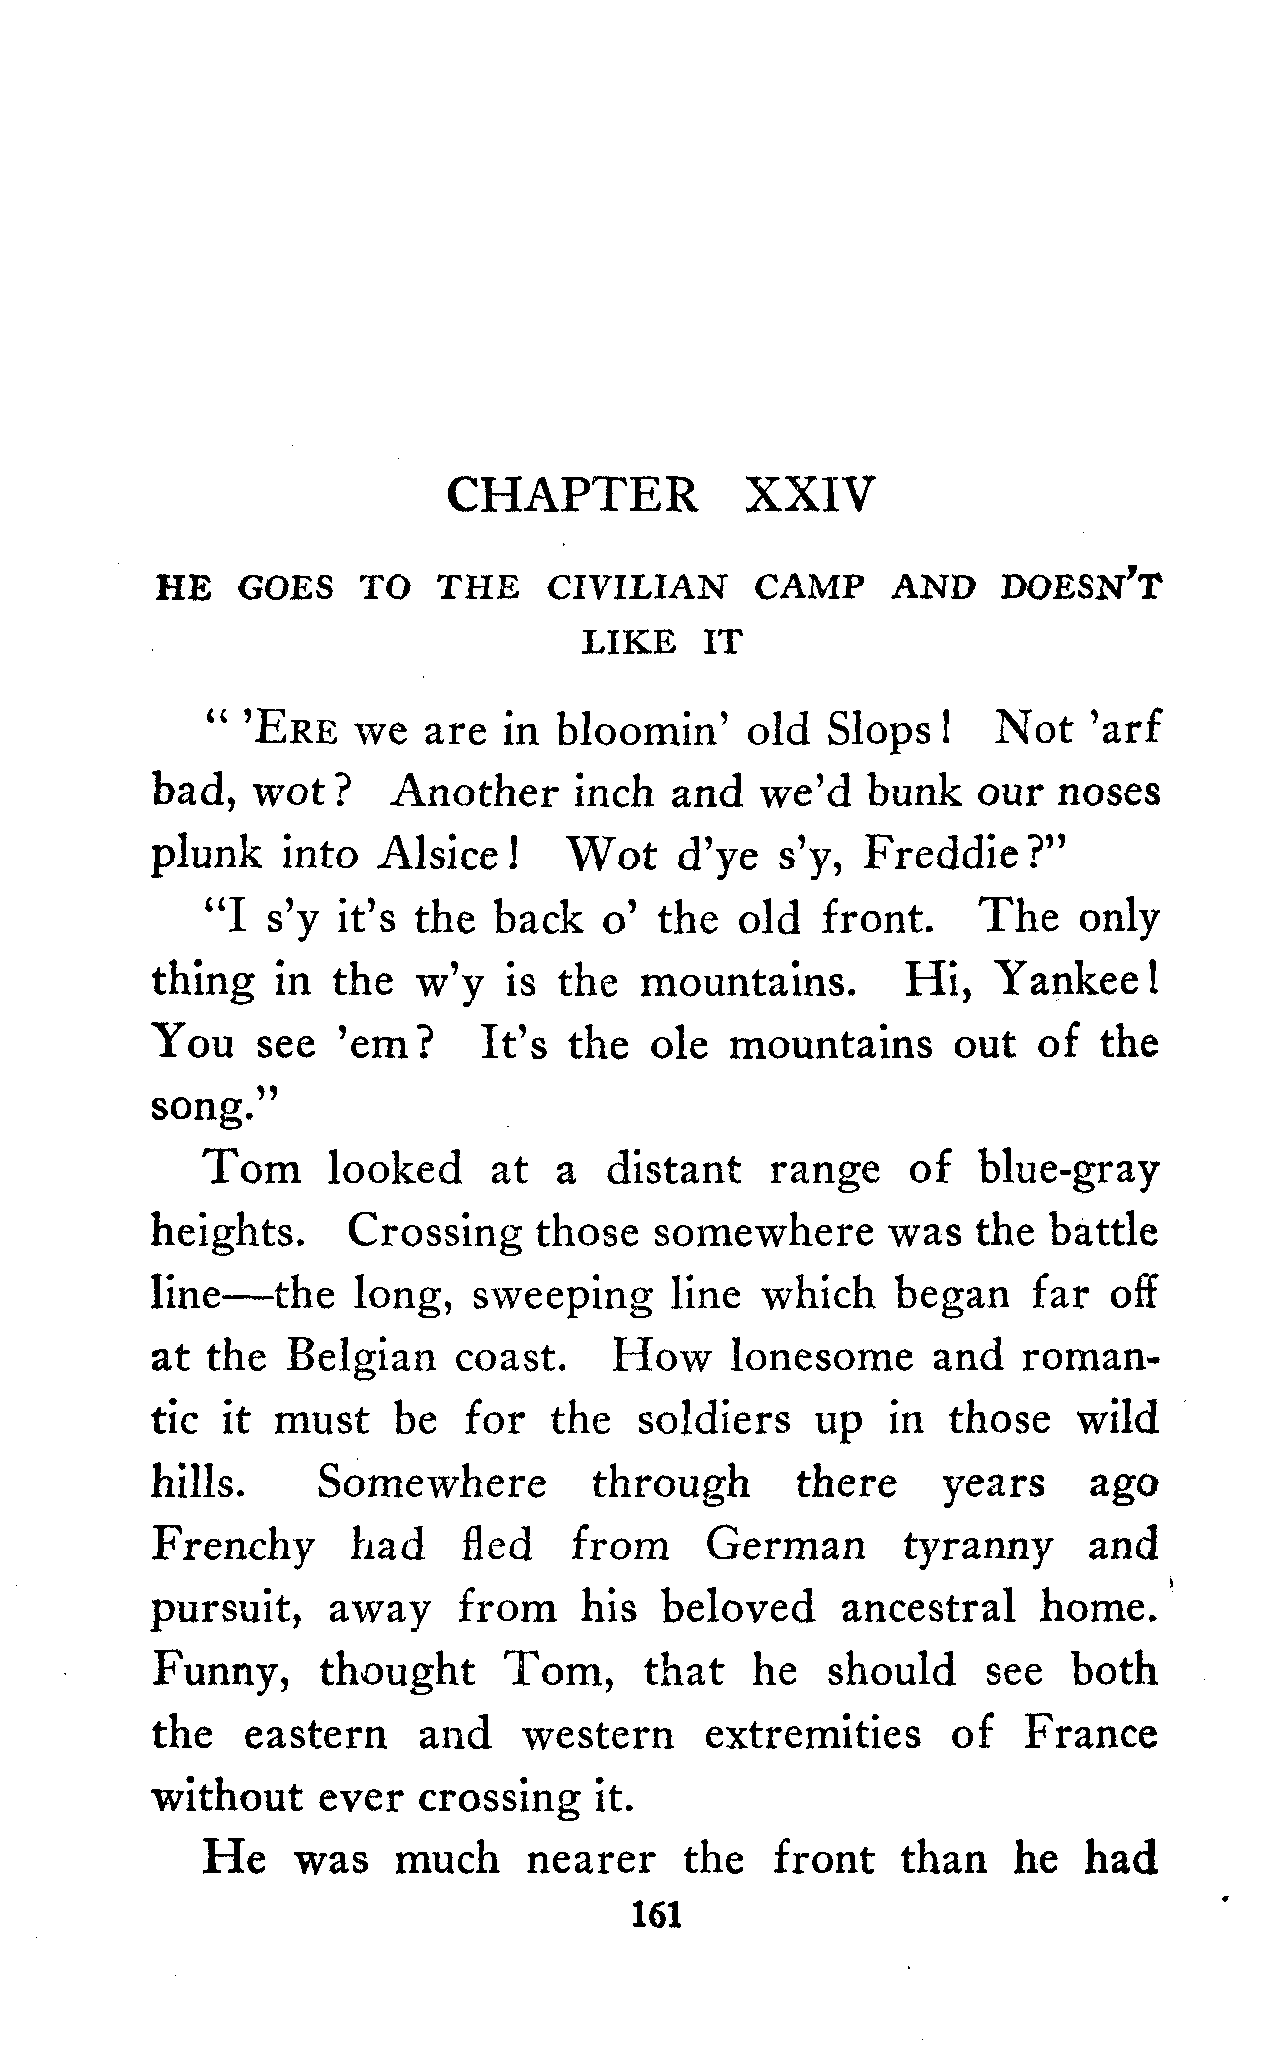 CHAPTER XXIV
HE GOES TO THE CIVILIAN CAMP AND DOESN'T
LIKE IT
" 'ERE we are in bloomin' old Slops! Not 'arf
bad, wot? Another inch and we'd bunk our noses
plunk into Alsice! Wot d'ye s'y, Freddie?"
"I s'y it's the back o' the old front. The only
thing in the w'y is the mountains. Hi, Yankee!
You see 'em? It's the ole mountains out of the
song."
Tom looked at a distant range of blue-gray
heights. Crossing those somewhere was the battle
line—the long, sweeping line which began far off
at the Belgian coast. How lonesome and roman-
tic it must be for the soldiers up in those wild
hills. Somewhere through there years ago
Frenchy had fled from German tyranny and
pursuit, away from his beloved ancestral home.
Funny, thought Tom, that he should see both
the eastern and western extremities of France
without ever crossing it.
He was much nearer the front than he had
161